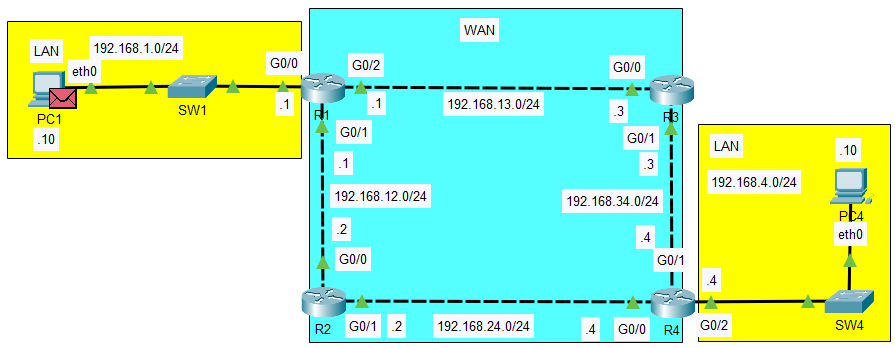 WAN
LAN
192.168.1.0/24
G0/0
G0/2
G0/0
eth0
PC1
SW1
.1
R1
.1
192.168.13.0/24
.3
R3
.10
G0/1
G0/1
LAN
.10
.1
.3
192.168.12.0/24
192.168.34.0/24
192.168.4.0/24
PC4
.2
.4
eth0
G0/0
G0/1
.4
R2
G0/1
.2
192.168.24.0/24
.4
G0/0
R4
G0/2
SW4